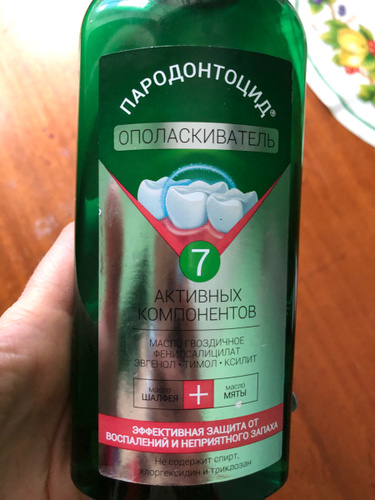 ПАРОДОНТОЦИД®
ОПОЛАСКИВАТЕЛЬ
7
АКТИВНЫХ
КОМПОНЕНТОВ
МАСЛО ГВОЗДИЧНОЕ
ФЕНИЛСАЛИЦИЛАТ
ЭВГЕНОЛ • ТИМОЛ • КСИЛИТ
масло
ШАЛФЕЯ
+
масло
МЯТЫ
ЭФФЕКТИВНАЯ ЗАЩИТА ОТ
ВОСПАЛЕНИЙ И НЕПРИЯТНОГО ЗАПАХА
Не содержит спирт,
хлоргексидин и триклозан